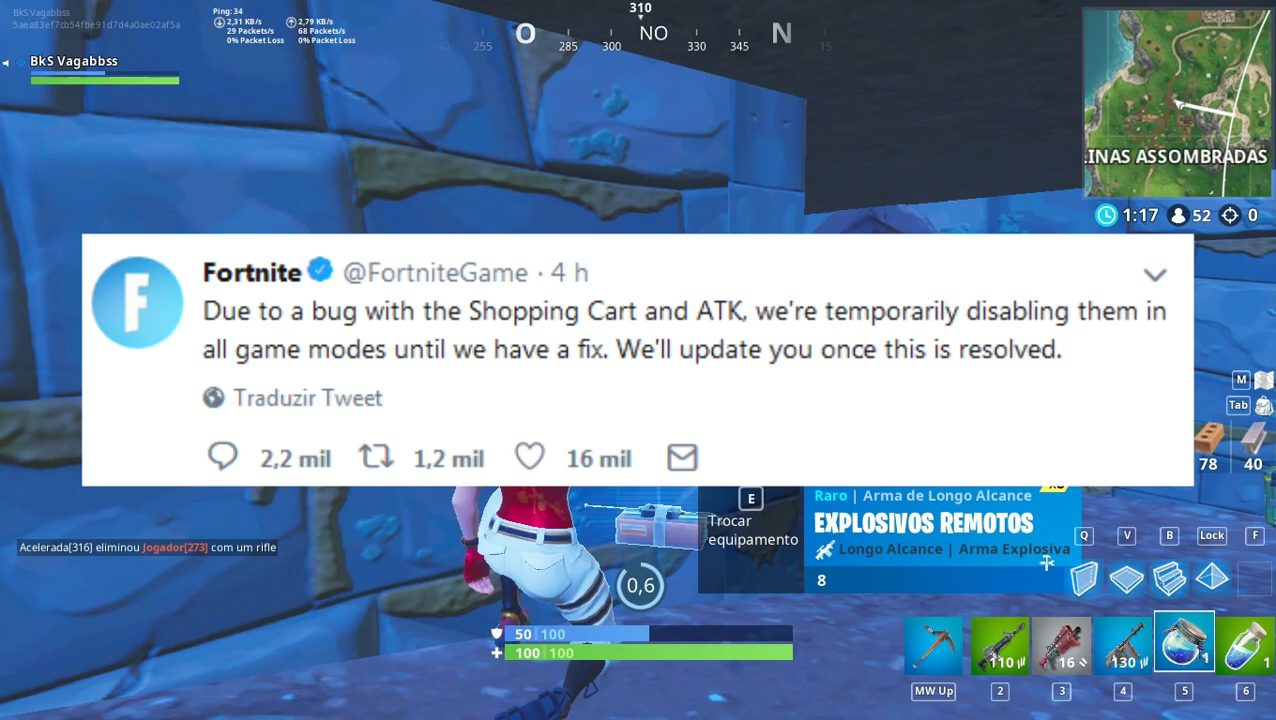 BkS Vagabbss
5aea83ef7cb54fbe91d7d4a0ae02af5a
Ping: 34
2,31 KB/s 2,79 KB/s
29 Packets/s 68 Packets/s
0% Packet Loss 0% Packet Loss
310
240 255 O 285 300 NO 330 345 N 15
BkS Vagabbss
LINAS ASSOMBRADAS
1:17 52 0
Fortnite @FortniteGame · 4 h
Due to a bug with the Shopping Cart and ATK, we're temporarily disabling them in
all game modes until we have a fix. We'll update you once this is resolved.
Traduzir Tweet
2,2 mil 1,2 mil 16 mil
M
Tab
78 40
E
Trocar
equipamento
Raro | Arma de Longo Alcance
EXPLOSIVOS REMOTOS
Longo Alcance | Arma Explosiva
8
Q V B Lock F
Acelerada[316] eliminou Jogador[273] com um rifle
0,6
50 | 100
100 | 100
110 16 130 1 1
MW Up 2 3 4 5 6